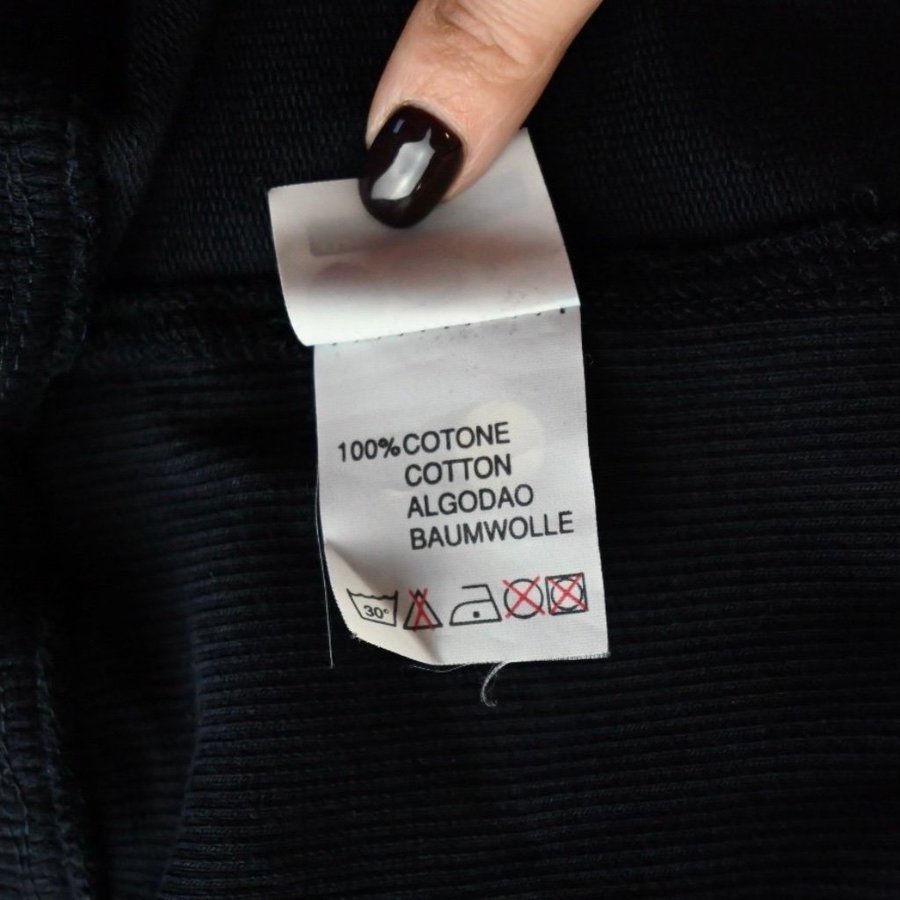 100% COTONE
COTTON
ALGODAO
BAUMWOLLE
30°